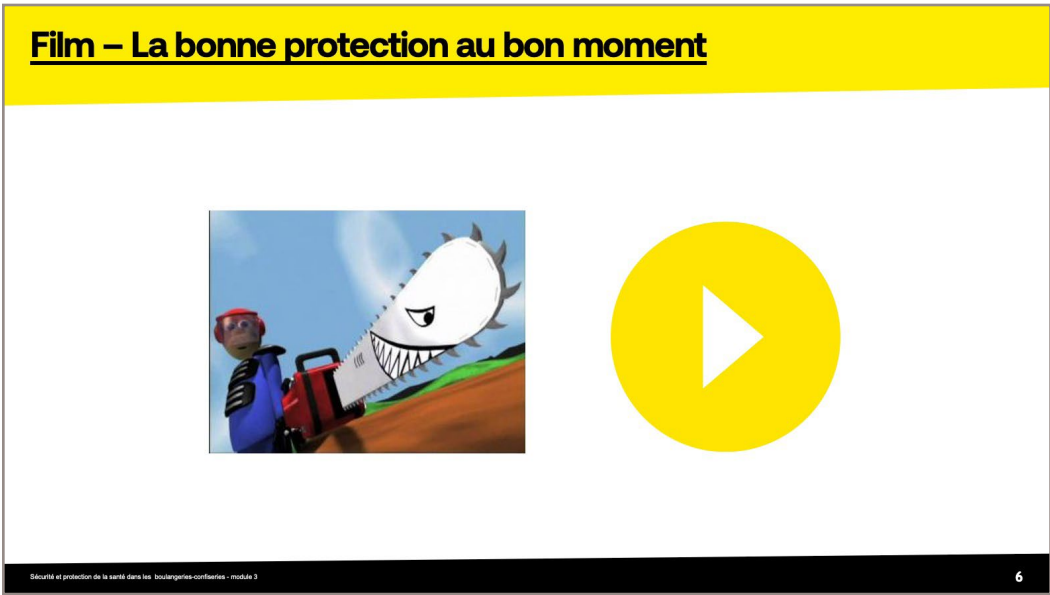 Film – La bonne protection au bon moment
Sécurité et protection de la santé dans les boulangeries-confiseries - module 3
6